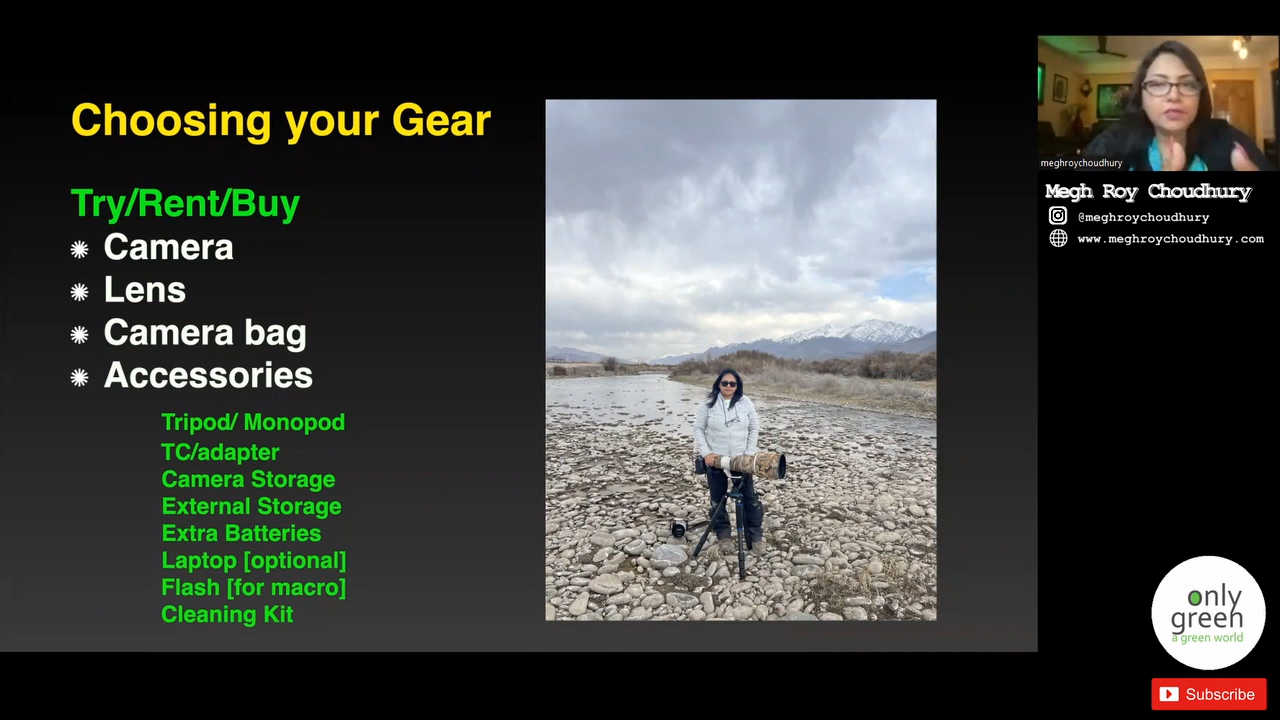 Choosing your Gear
Try/Rent/Buy
Camera
Lens
Camera bag
Accessories
Tripod/ Monopod
TC/adapter
Camera Storage
External Storage
Extra Batteries
Laptop [optional]
Flash [for macro]
Cleaning Kit
meghroychoudhury
Megh Roy Choudhury
@meghroychoudhury
www.meghroychoudhury.com
only
green
a green world
Subscribe